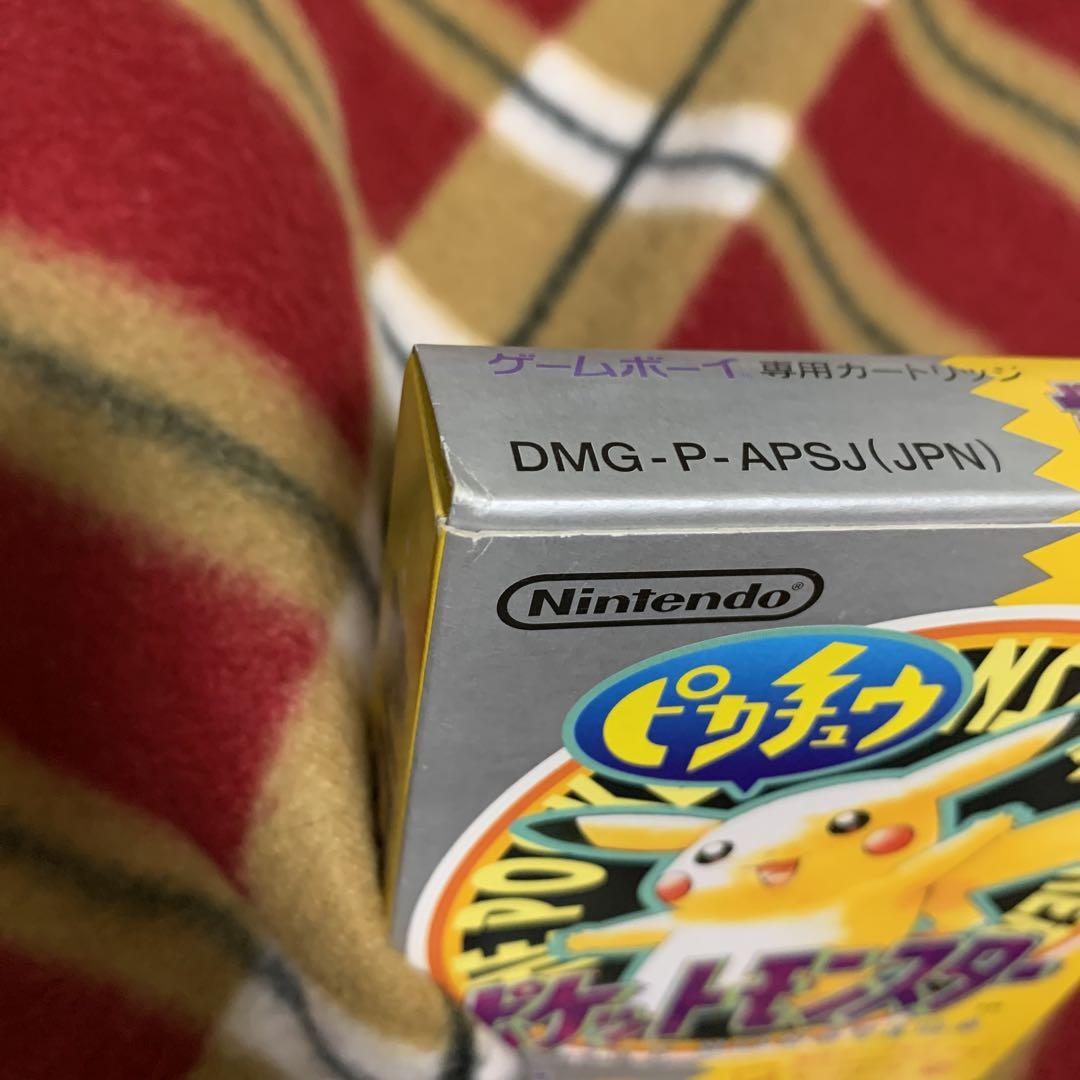 ゲームボーイ 専用カートリッジ
DMG-P-APSJ(JPN)
Nintendo®
ピカチュウ
ポケットモンスター